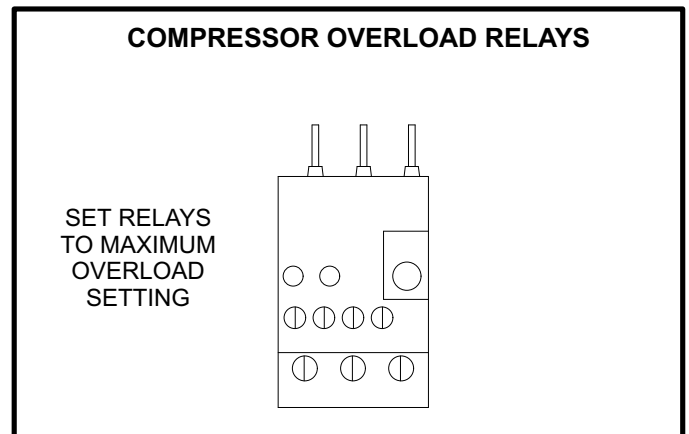 COMPRESSOR OVERLOAD RELAYS
SET RELAYS
TO MAXIMUM
OVERLOAD
SETTING